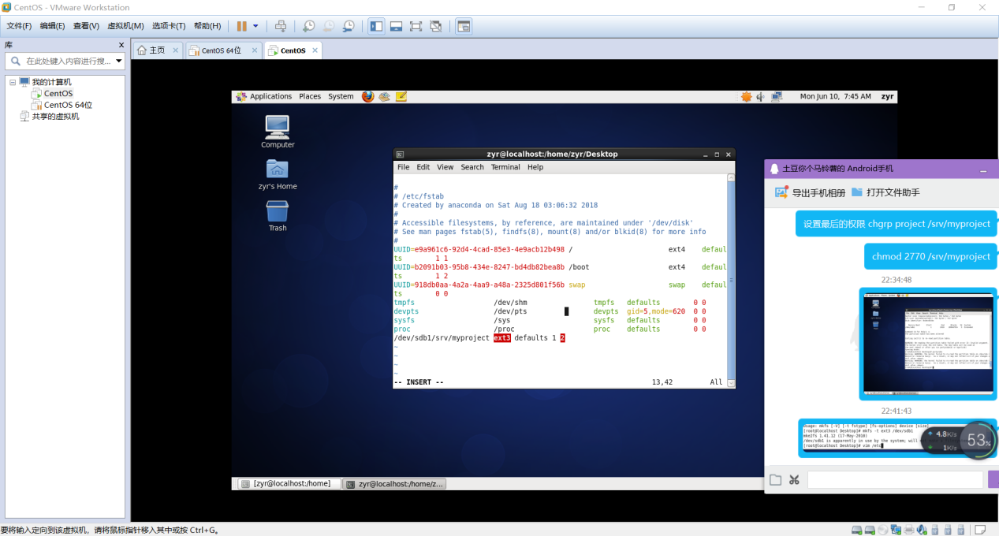 CentOS - VMware Workstation
文件(F) 编辑(E) 查看(V) 虚拟机(M) 选项卡(T) 帮助(H)
库
在此处键入内容进行搜...
我的计算机
CentOS
CentOS 64位
共享的虚拟机
主页
CentOS 64位
CentOS
Applications Places System
Mon Jun 10, 7:45 AM zyr
Computer
zyr's Home
Trash
zyr@localhost:/home/zyr/Desktop
File Edit View Search Terminal Help
#
# /etc/fstab
# Created by anaconda on Sat Aug 18 03:06:32 2018
#
# Accessible filesystems, by reference, are maintained under '/dev/disk'
# See man pages fstab(5), findfs(8), mount(8) and/or blkid(8) for more info
#
UUID=e9a961c6-92d4-4cad-85e3-4e9acb12b498 / ext4 defaul
ts 1 1
UUID=b2091b03-95b8-434e-8247-bd4db82bea8b /boot ext4 defaul
ts 1 2
UUID=918db0aa-4a2a-4aa9-a48a-2325d801f56b swap swap defaul
ts 0 0
tmpfs /dev/shm tmpfs defaults 0 0
devpts /dev/pts devpts gid=5,mode=620 0 0
sysfs /sys sysfs defaults 0 0
proc /proc proc defaults 0 0
/dev/sdb1/srv/myproject ext3 defaults 1 2
~
~
~
~
-- INSERT -- 13,42 All
[zyr@localhost:/home]
zyr@localhost:/home/z...
土豆你个马铃薯的 Android手机
导出手机相册 打开文件助手
设置最后的权限 chgrp project /srv/myproject
chmod 2770 /srv/myproject
22:34:48
22:41:43
usage: mkfs [-V] [-t fstype] [fs-options] device [size]
[root@localhost Desktop]# mkfs -t ext3 /dev/sdb1
mke2fs 1.41.12 (17-May-2010)
/dev/sdb1 is apparently in use by the system; will
[root@localhost Desktop]# vim /etc
4.8K/s
1K/s
53%
要将输入定向到该虚拟机，请将鼠标指针移入其中或按 Ctrl+G。